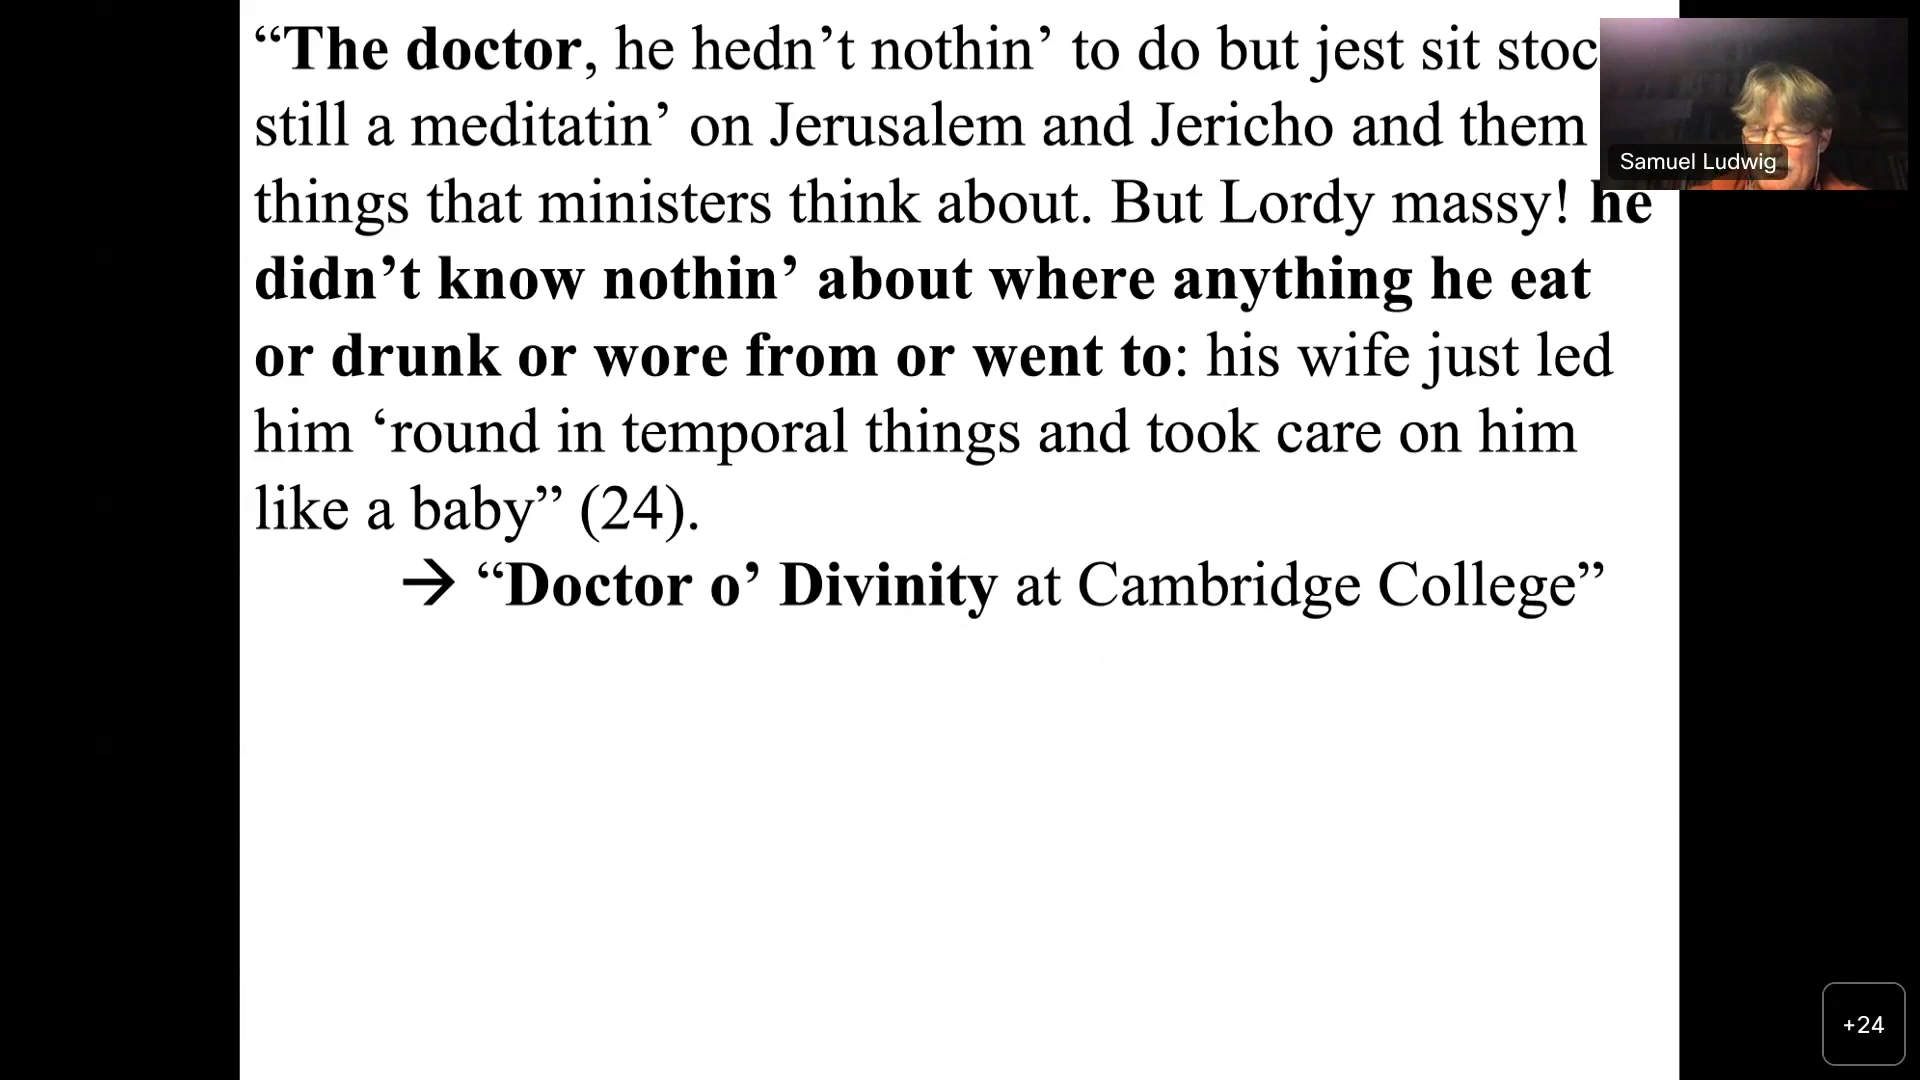 “The doctor, he hedn’t nothin’ to do but jest sit
still a meditatin’ on Jerusalem and Jericho and them
things that ministers think about. But Lordy massy! he
didn’t know nothin’ about where anything he eat
or drunk or wore from or went to: his wife just led
him ‘round in temporal things and took care on him
like a baby” (24).
→ “Doctor o’ Divinity at Cambridge College”
Samuel Ludwig
+24